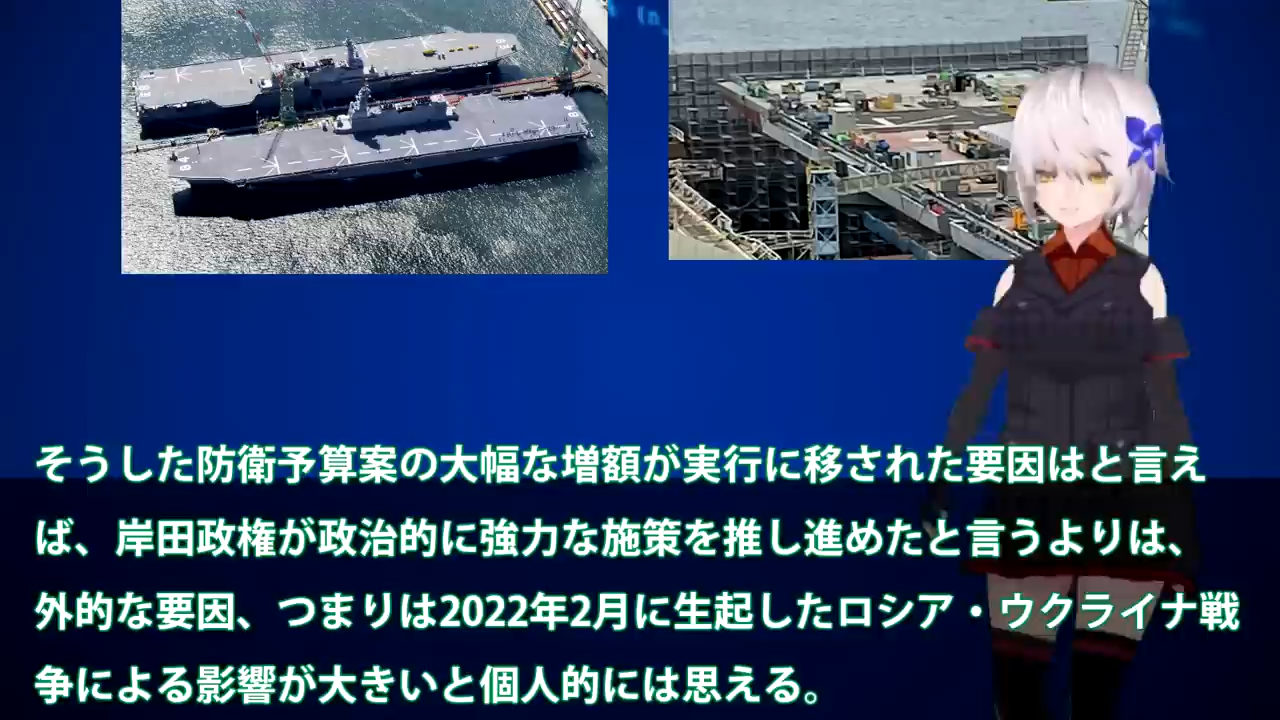 そうした防衛予算案の大幅な増額が実行に移された要因はと言え
ば、岸田政権が政治的に強力な施策を推し進めたと言うよりは、
外的な要因、つまりは2022年2月に生起したロシア・ウクライナ戦
争による影響が大きいと個人的には思える。
84
84